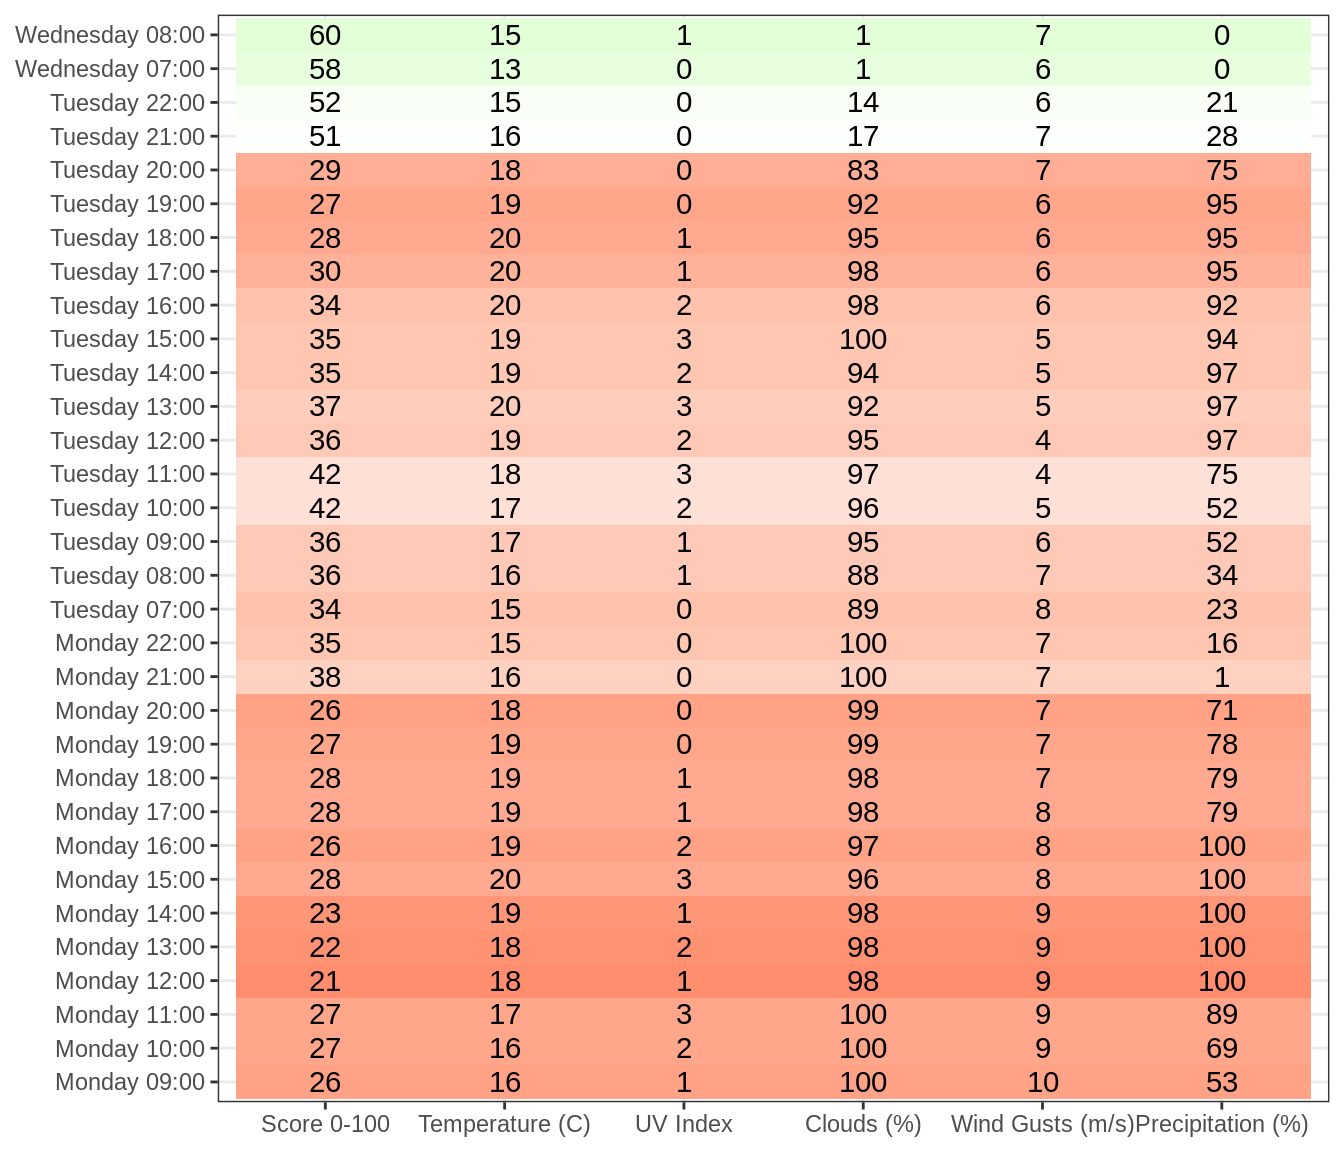 Wednesday 08:00 60 15 1 1 7 0
Wednesday 07:00 58 13 0 1 6 0
Tuesday 22:00 52 15 0 14 6 21
Tuesday 21:00 51 16 0 17 7 28
Tuesday 20:00 29 18 0 83 7 75
Tuesday 19:00 27 19 0 92 6 95
Tuesday 18:00 28 20 1 95 6 95
Tuesday 17:00 30 20 1 98 6 95
Tuesday 16:00 34 20 2 98 6 92
Tuesday 15:00 35 19 3 100 5 94
Tuesday 14:00 35 19 2 94 5 97
Tuesday 13:00 37 20 3 92 5 97
Tuesday 12:00 36 19 2 95 4 97
Tuesday 11:00 42 18 3 97 4 75
Tuesday 10:00 42 17 2 96 5 52
Tuesday 09:00 36 17 1 95 6 52
Tuesday 08:00 36 16 1 88 7 34
Tuesday 07:00 34 15 0 89 8 23
Monday 22:00 35 15 0 100 7 16
Monday 21:00 38 16 0 100 7 1
Monday 20:00 26 18 0 99 7 71
Monday 19:00 27 19 0 99 7 78
Monday 18:00 28 19 1 98 7 79
Monday 17:00 28 19 1 98 8 79
Monday 16:00 26 19 2 97 8 100
Monday 15:00 28 20 3 96 8 100
Monday 14:00 23 19 1 98 9 100
Monday 13:00 22 18 2 98 9 100
Monday 12:00 21 18 1 98 9 100
Monday 11:00 27 17 3 100 9 89
Monday 10:00 27 16 2 100 9 69
Monday 09:00 26 16 1 100 10 53
Score 0-100 Temperature (C) UV Index Clouds (%) Wind Gusts (m/s) Precipitation (%)